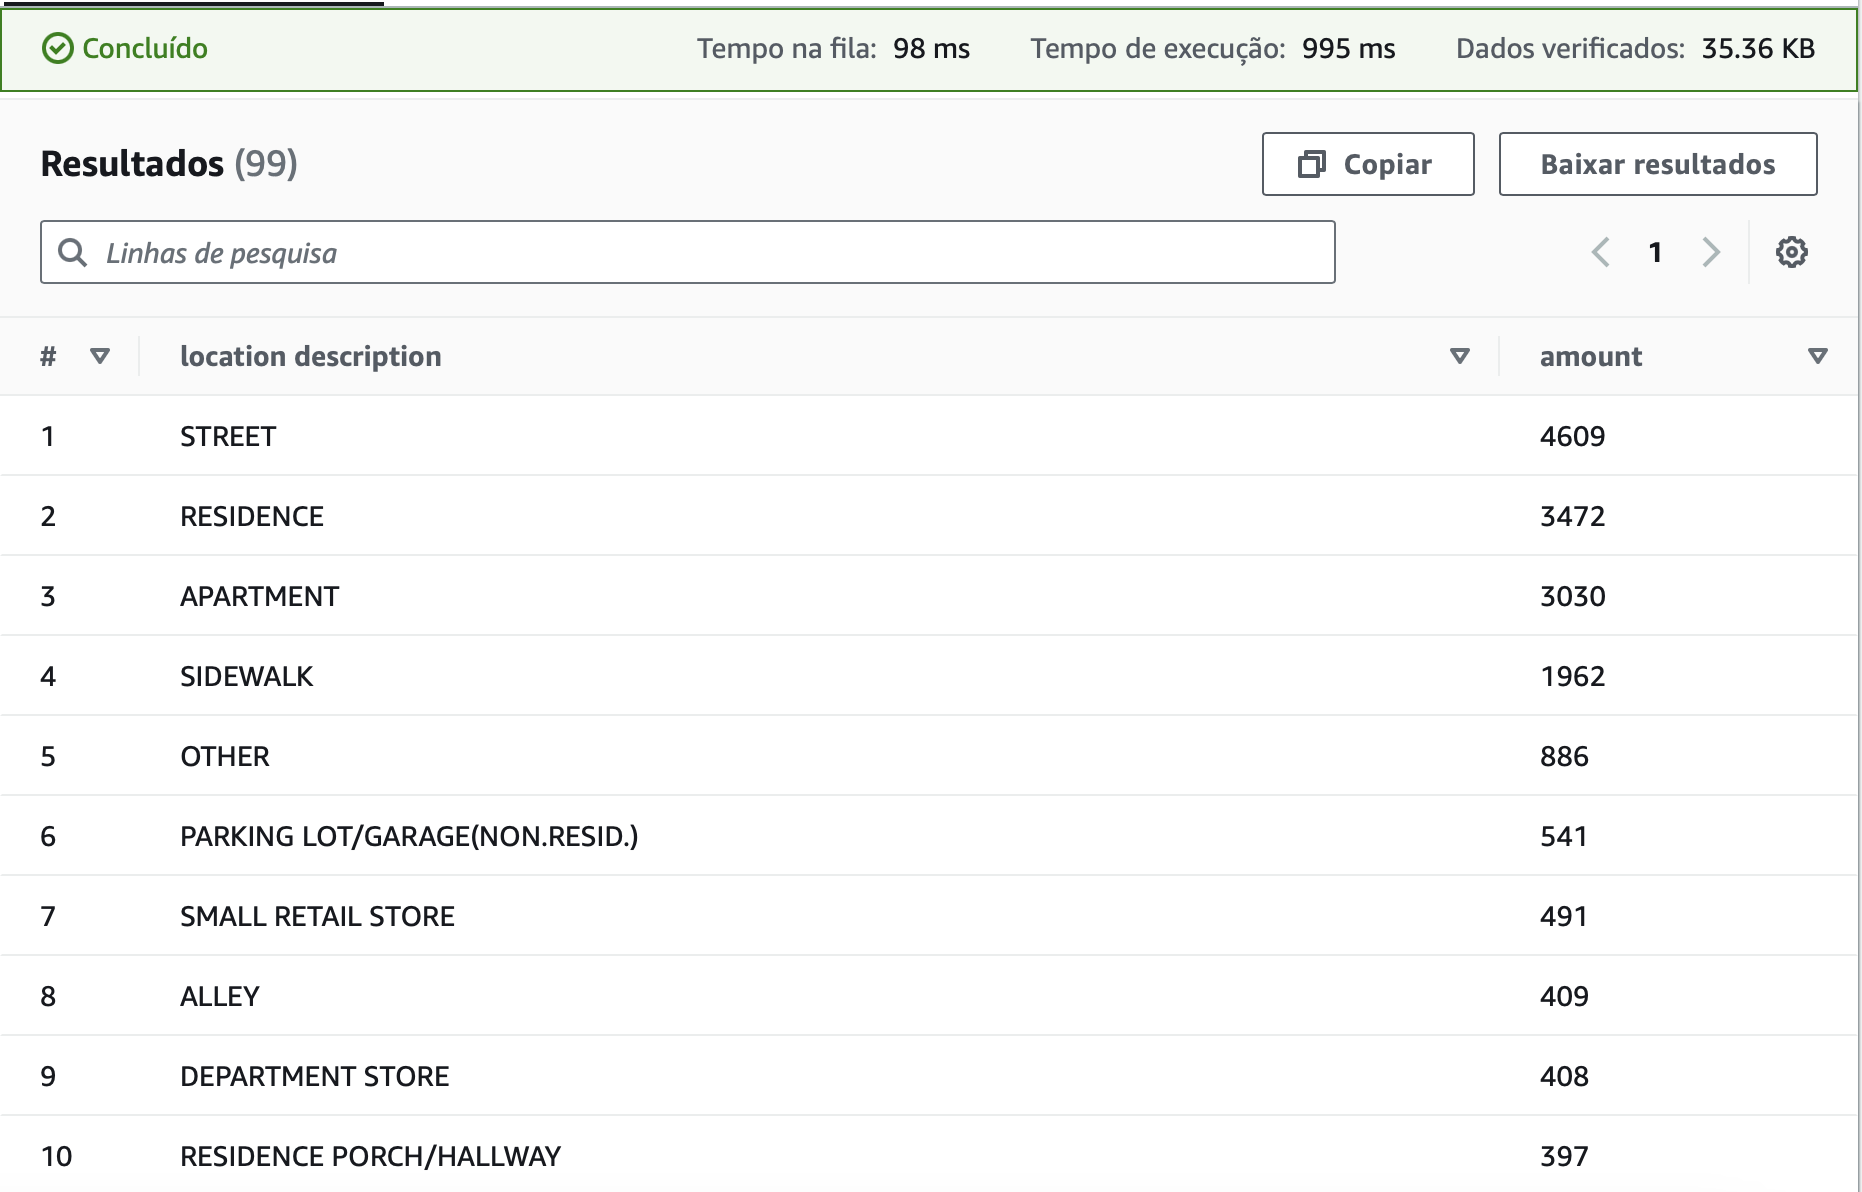 Concluído Tempo na fila: 98 ms Tempo de execução: 995 ms Dados verificados: 35.36 KB
Resultados (99) Copiar Baixar resultados
Linhas de pesquisa 1
# location description amount
1 STREET 4609
2 RESIDENCE 3472
3 APARTMENT 3030
4 SIDEWALK 1962
5 OTHER 886
6 PARKING LOT/GARAGE(NON.RESID.) 541
7 SMALL RETAIL STORE 491
8 ALLEY 409
9 DEPARTMENT STORE 408
10 RESIDENCE PORCH/HALLWAY 397